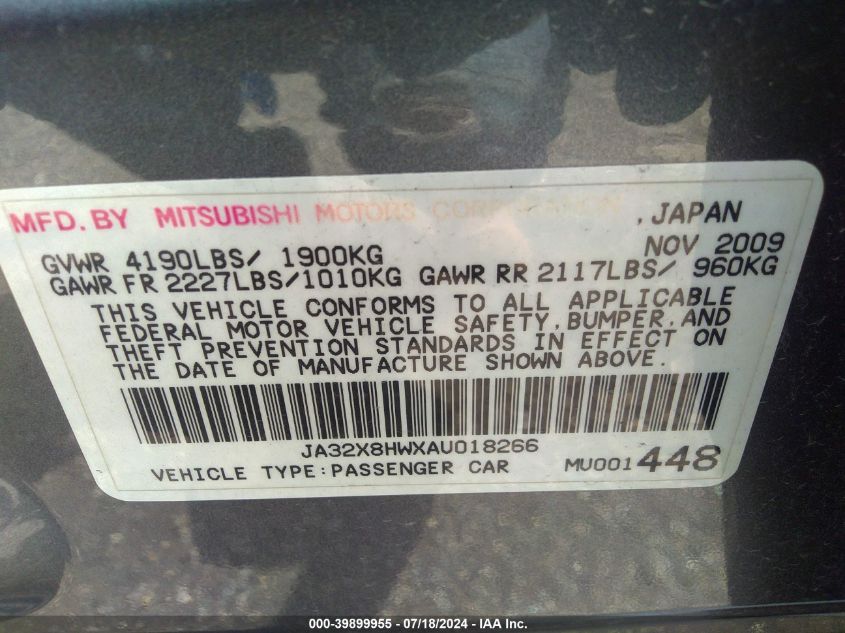 MFD. BY MITSUBISHI MOTORS CORPORATION , JAPAN
NOV 2009
GVWR 4190LBS/ 1900KG
GAWR FR 2227LBS/1010KG GAWR RR 2117LBS/ 960KG
THIS VEHICLE CONFORMS TO ALL APPLICABLE
FEDERAL MOTOR VEHICLE SAFETY, BUMPER, AND
THEFT PREVENTION STANDARDS IN EFFECT ON
THE DATE OF MANUFACTURE SHOWN ABOVE.
JA32X8HWXAU018266
VEHICLE TYPE:PASSENGER CAR MU001448
000-39899955 - 07/18/2024 - IAA Inc.